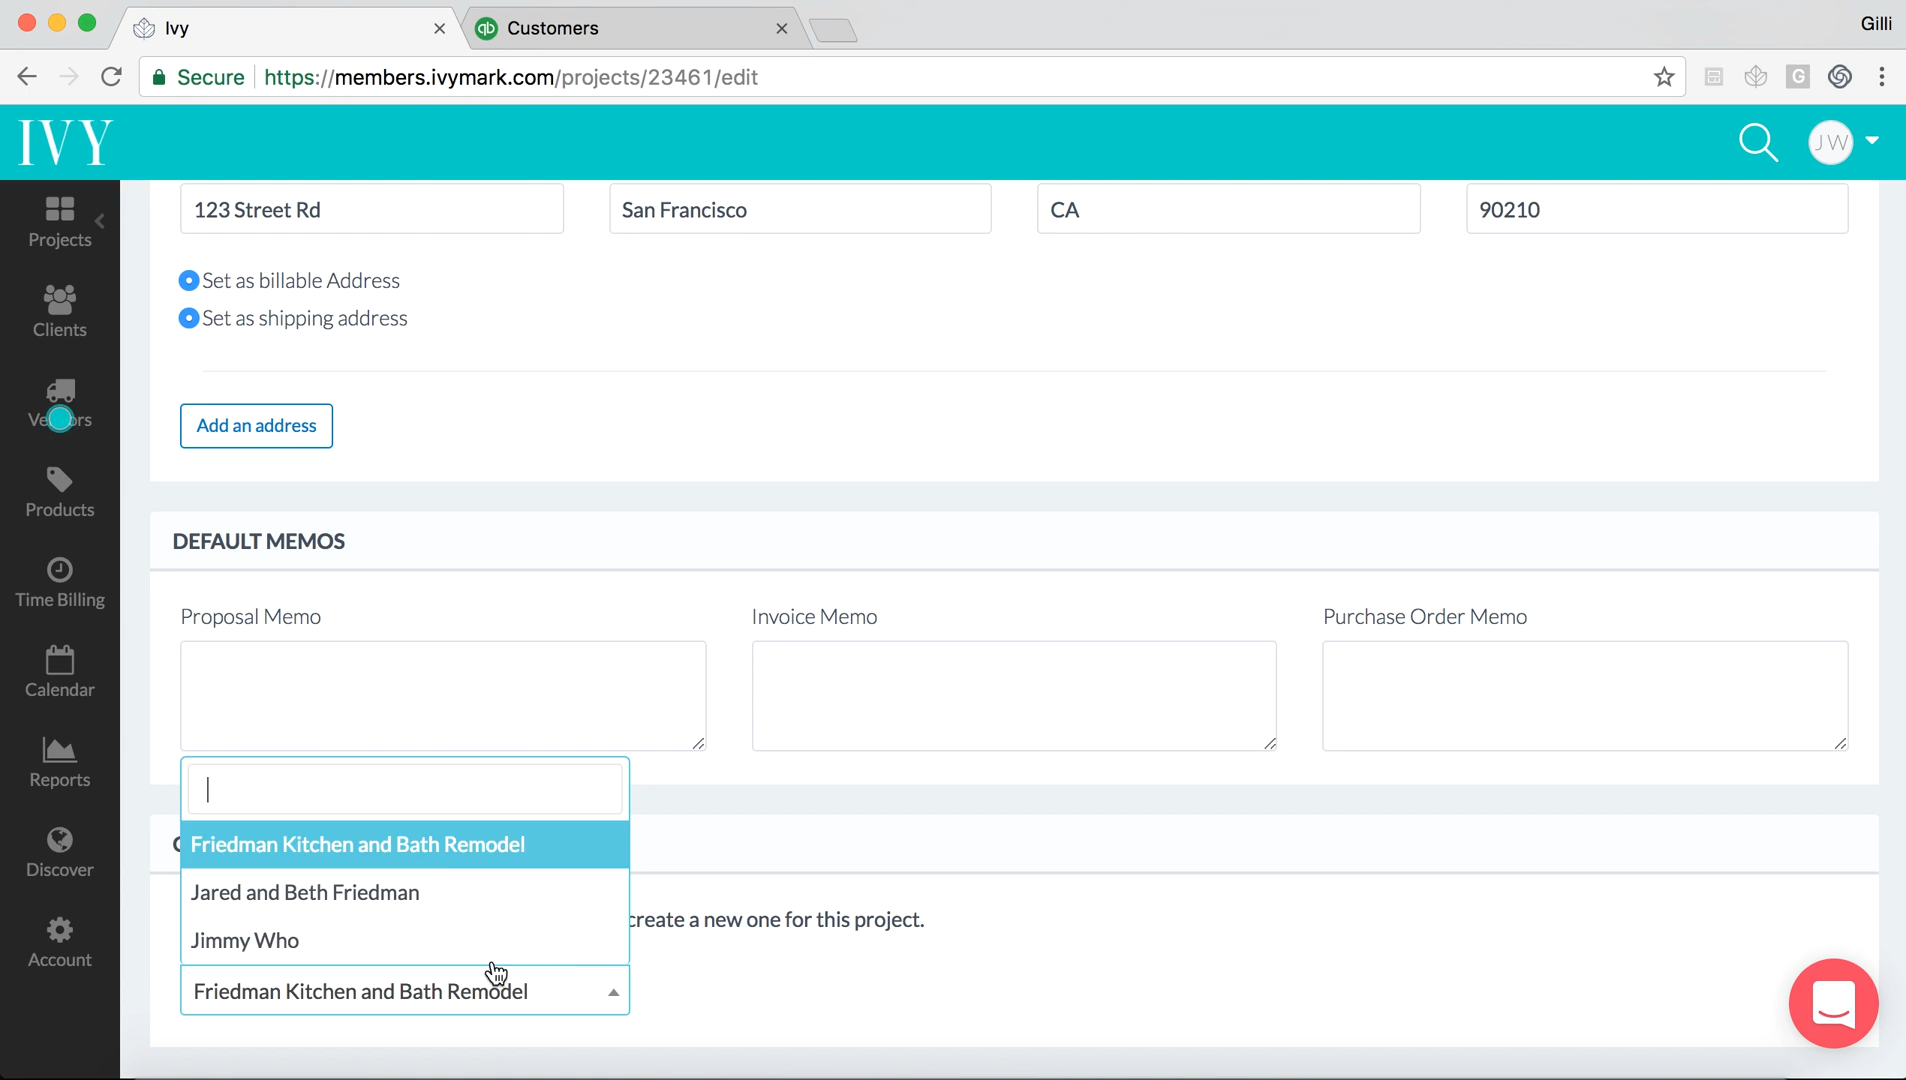 Ivy
Customers
Gilli
Secure https://members.ivymark.com/projects/23461/edit
G
IVY
JW
Projects
Clients
Vendors
Products
Time Billing
Calendar
Reports
Discover
Account
123 Street Rd
San Francisco
CA
90210
Set as billable Address
Set as shipping address
Add an address
DEFAULT MEMOS
Proposal Memo
Invoice Memo
Purchase Order Memo
Friedman Kitchen and Bath Remodel
Jared and Beth Friedman
create a new one for this project.
Jimmy Who
Friedman Kitchen and Bath Remodel